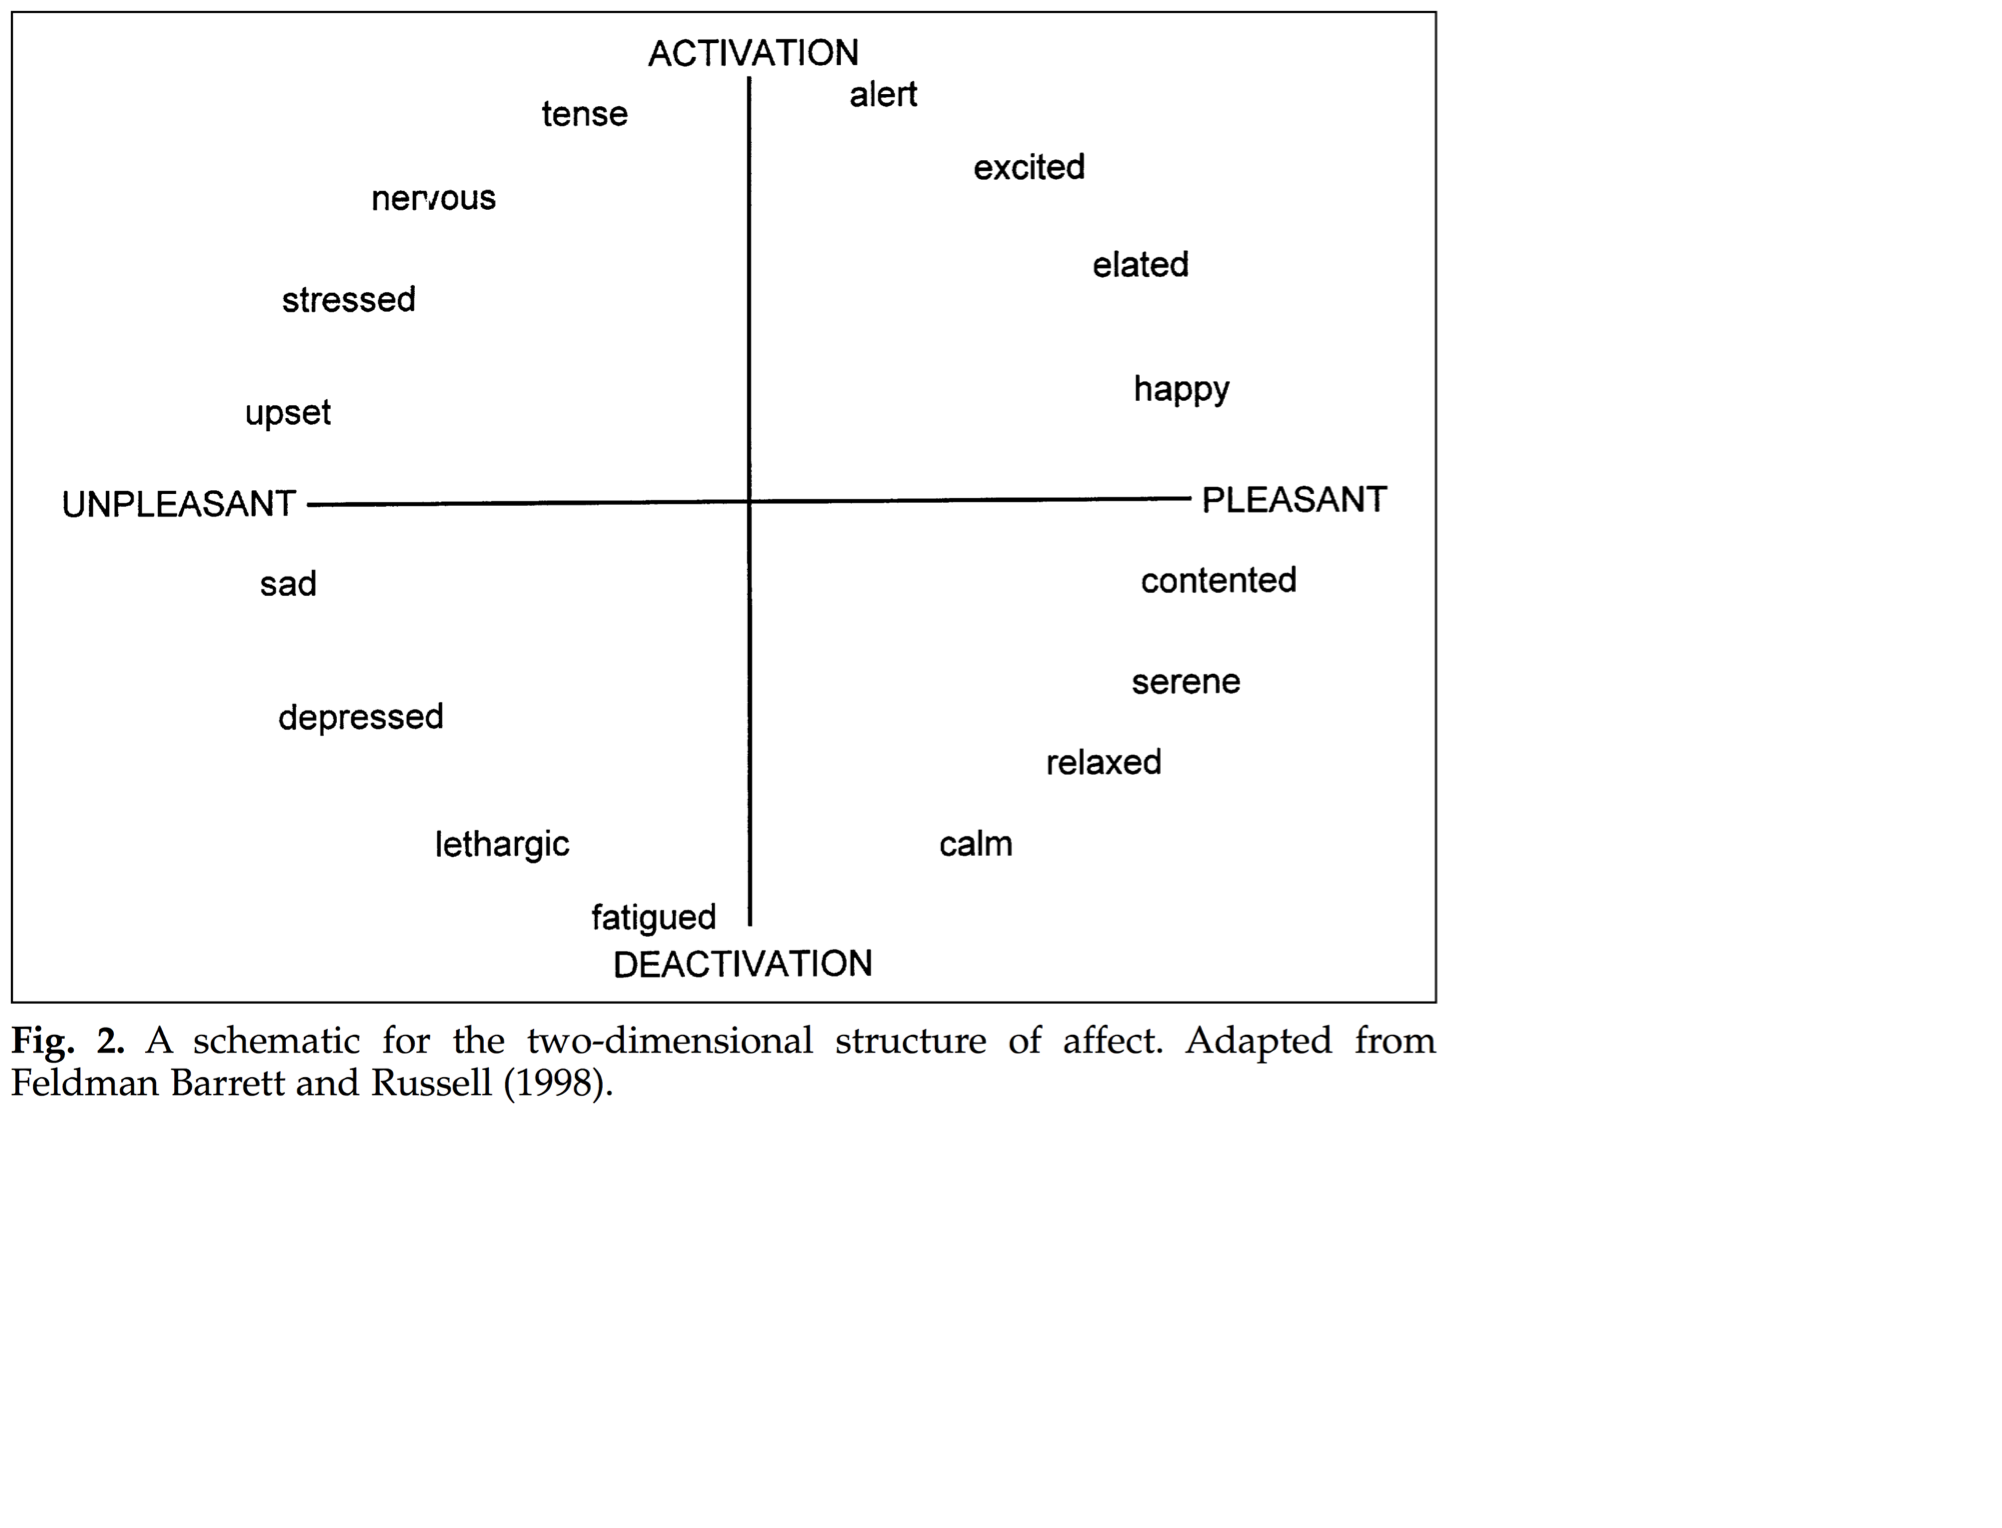 ACTIVATION
alert
tense
excited
nervous
elated
stressed
happy
upset
UNPLEASANT
PLEASANT
sad
contented
serene
depressed
relaxed
lethargic
calm
fatigued
DEACTIVATION
Fig. 2. A schematic for the two-dimensional structure of affect. Adapted from
Feldman Barrett and Russell (1998).